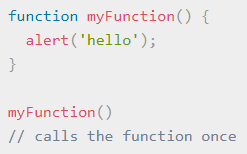 function myFunction() {
  alert('hello');
}

myFunction()
// calls the function once